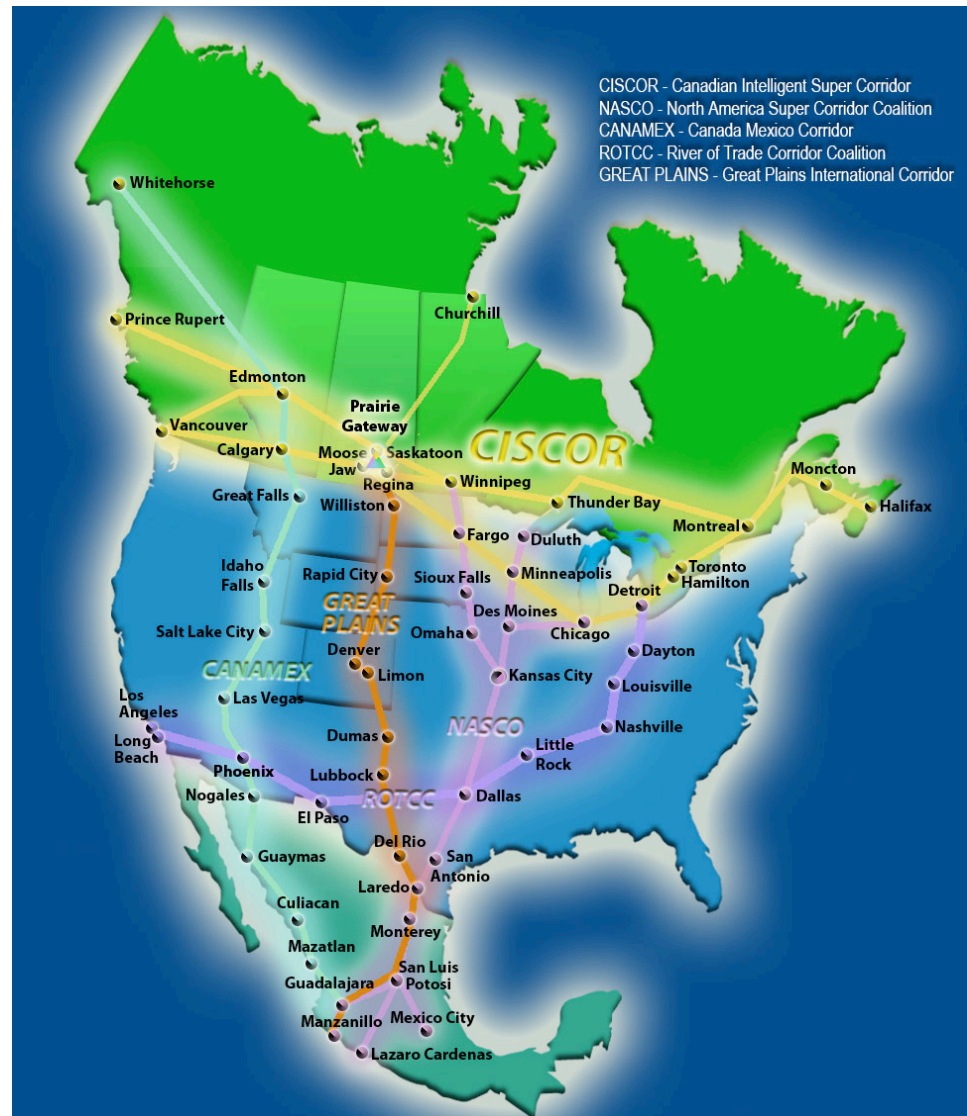 CISCOR - Canadian Intelligent Super Corridor
NASCO - North America Super Corridor Coalition
CANAMEX - Canada Mexico Corridor
ROTCC - River of Trade Corridor Coalition
GREAT PLAINS - Great Plains International Corridor
Whitehorse
Churchill
Prince Rupert
Edmonton
Prairie
Gateway
Vancouver
Calgary
Moose
Jaw
Saskatoon
Regina
CISCOR
Winnipeg
Moncton
Great Falls
Williston
Thunder Bay
Halifax
Montreal
Fargo
Duluth
Toronto
Hamilton
Idaho
Falls
Rapid City
Sioux Falls
Minneapolis
Detroit
GREAT
PLAINS
Des Moines
Salt Lake City
Omaha
Chicago
Denver
Dayton
CANAMEX
Limon
Kansas City
Louisville
Los
Angeles
Las Vegas
NASCO
Nashville
Long
Beach
Dumas
Little
Rock
Phoenix
Lubbock
Nogales
ROTCC
Dallas
El Paso
Del Rio
Guaymas
San
Antonio
Laredo
Culiacan
Monterey
Mazatlan
San Luis
Potosi
Guadalajara
Manzanillo
Mexico City
Lazaro Cardenas